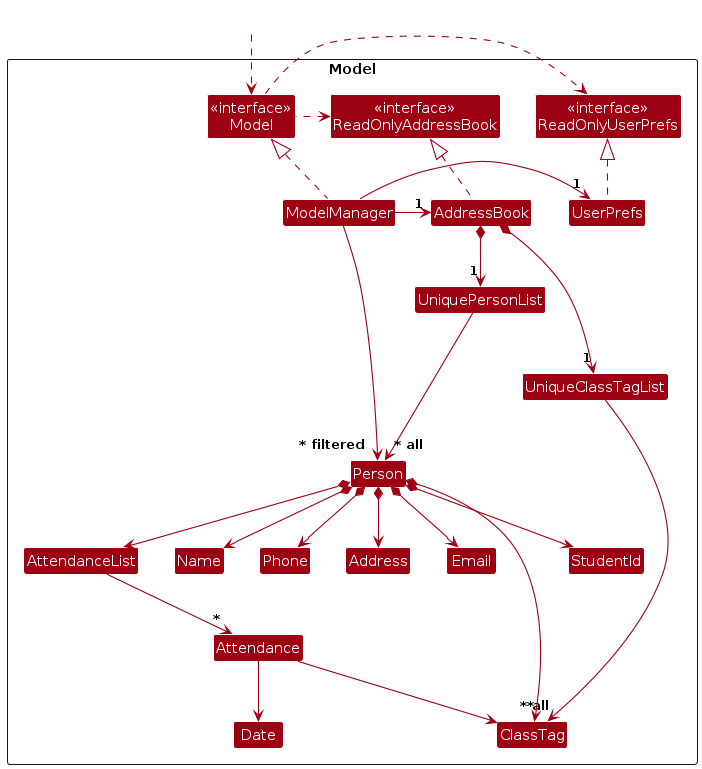 Model
«interface»
Model
«interface»
ReadOnlyAddressBook
«interface»
ReadOnlyUserPrefs
1
1
ModelManager
AddressBook
UserPrefs
1
UniquePersonList
1
UniqueClassTagList
* filtered
* all
Person
AttendanceList
Name
Phone
Address
Email
StudentId
*
Attendance
*
* all
Date
ClassTag